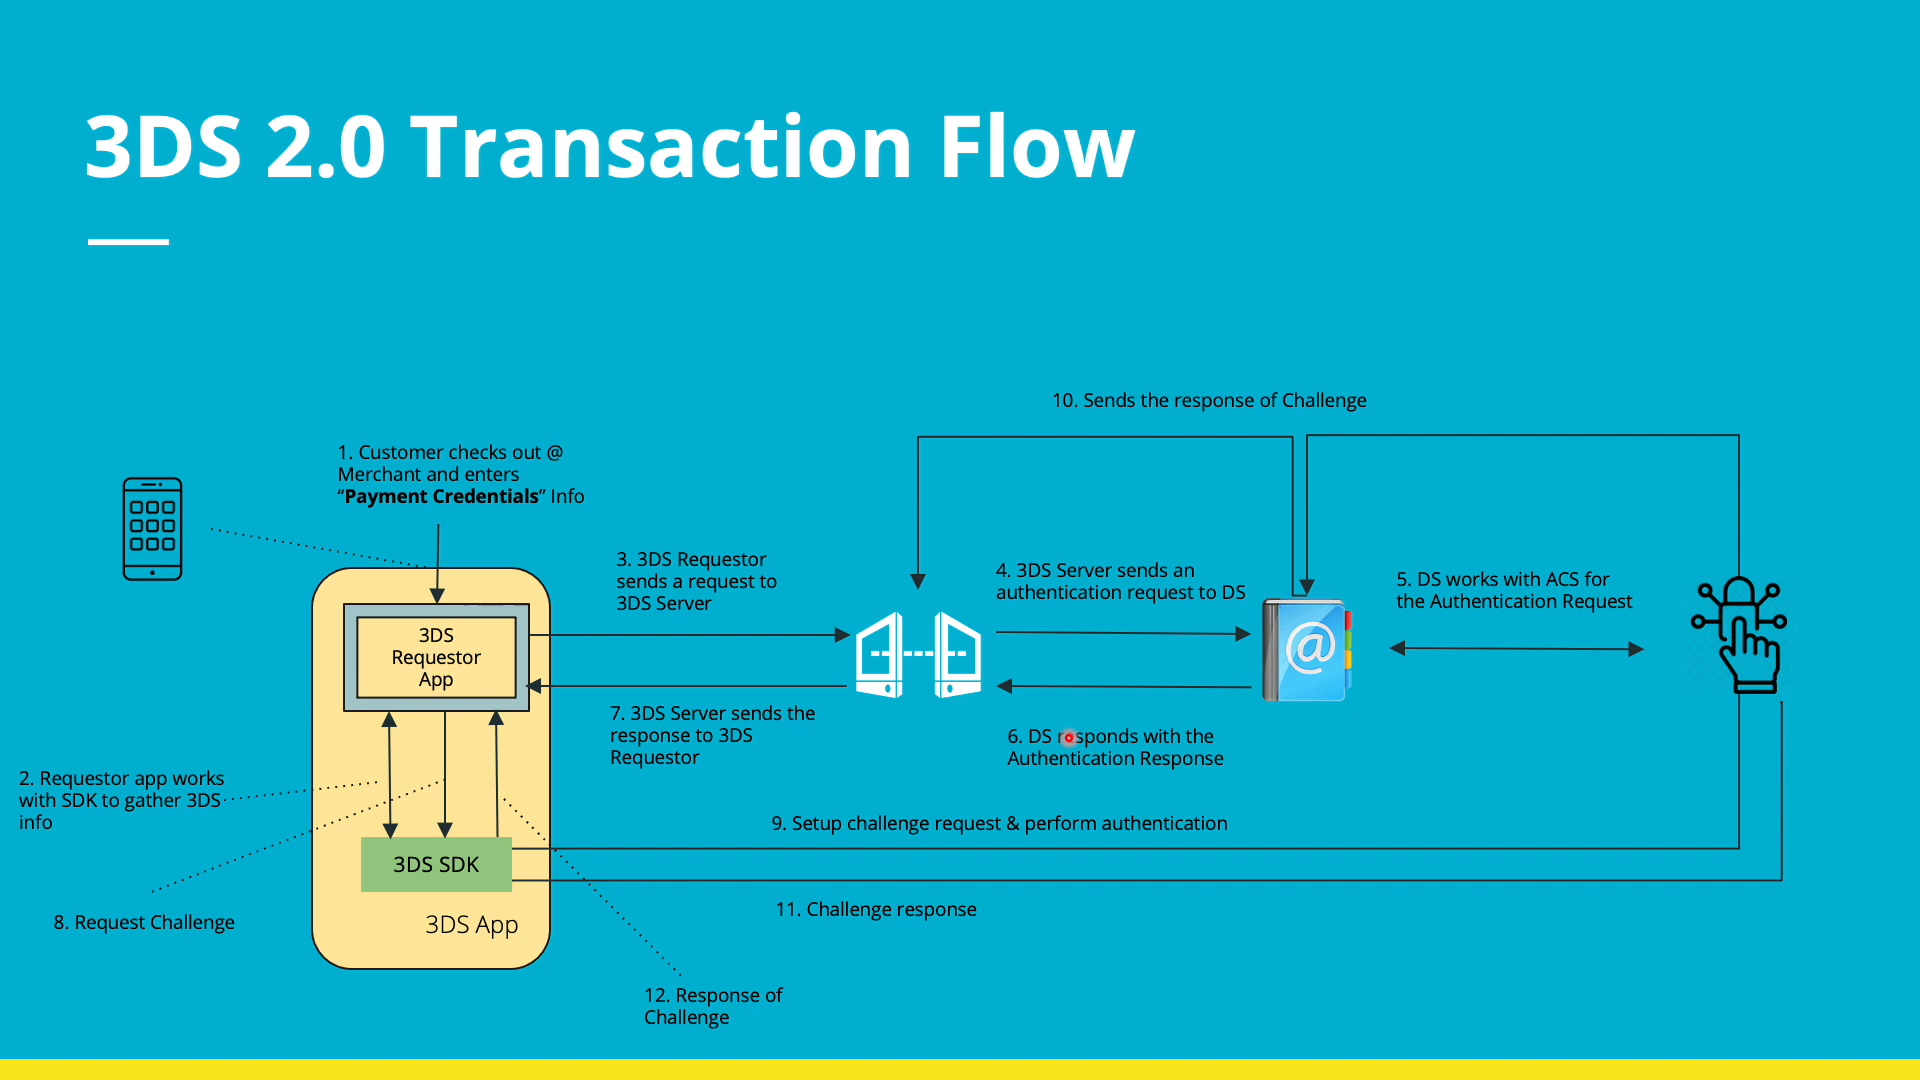 3DS 2.0 Transaction Flow
10. Sends the response of Challenge
1. Customer checks out @
Merchant and enters
“Payment Credentials” Info
3. 3DS Requestor
sends a request to
3DS Server
4. 3DS Server sends an
authentication request to DS
5. DS works with ACS for
the Authentication Request
3DS
Requestor
App
@
7. 3DS Server sends the
response to 3DS
Requestor
6. DS responds with the
Authentication Response
2. Requestor app works
with SDK to gather 3DS
info
9. Setup challenge request & perform authentication
3DS SDK
8. Request Challenge
3DS App
11. Challenge response
12. Response of
Challenge